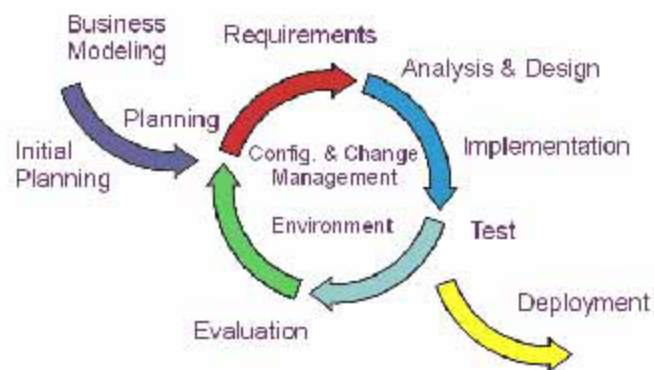 Business
Modeling
Requirements
Analysis & Design
Planning
Initial
Planning
Config. & Change
Management
Implementation
Environment
Test
Deployment
Evaluation